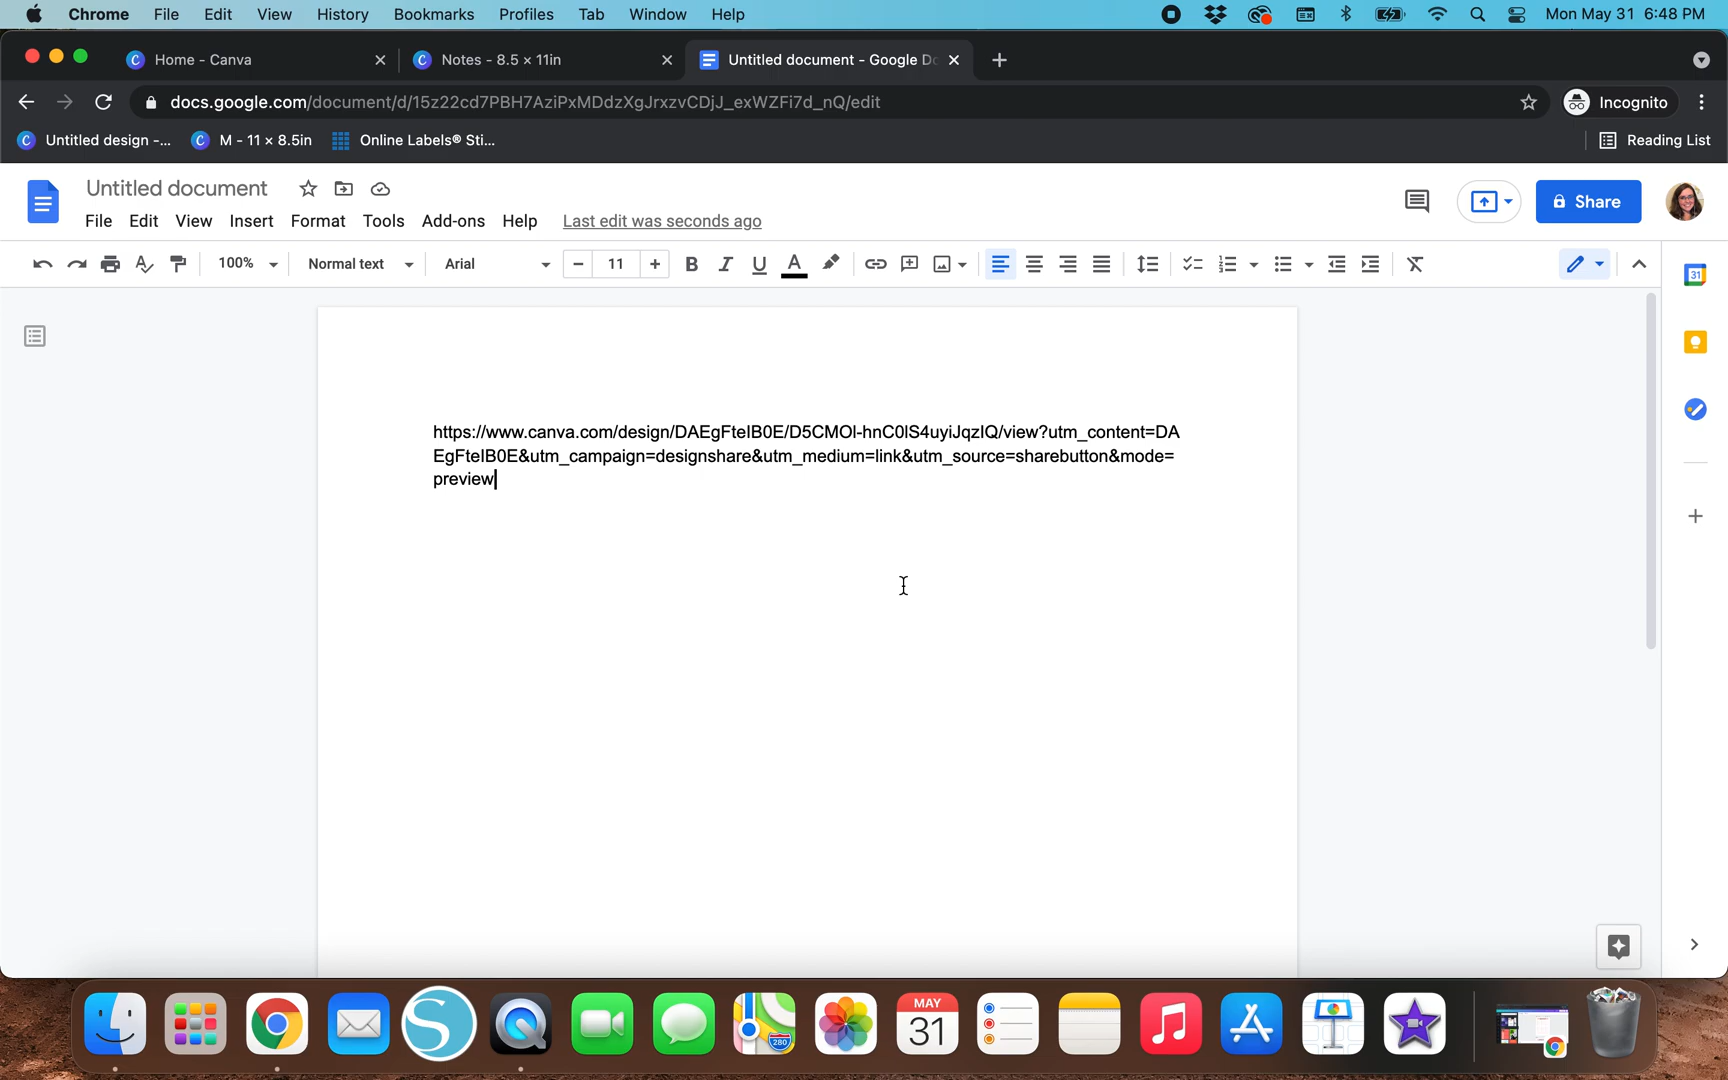 Chrome File Edit View History Bookmarks Profiles Tab Window Help Mon May 31 6:48 PM
Home - Canva Notes - 8.5 × 11in Untitled document - Google Do
docs.google.com/document/d/15z22cd7PBH7AziPxMDdzXgJrxzvCDjJ_exWZFi7d_nQ/edit Incognito
Untitled design -... M - 11 × 8.5in Online Labels® Sti... Reading List
Untitled document
File Edit View Insert Format Tools Add-ons Help Last edit was seconds ago Share
100% Normal text Arial 11 B I U A
31
https://www.canva.com/design/DAEgFteIB0E/D5CMOl-hnC0lS4uyiJqzIQ/view?utm_content=DA
EgFteIB0E&utm_campaign=designshare&utm_medium=link&utm_source=sharebutton&mode=
preview
MAY
31
280